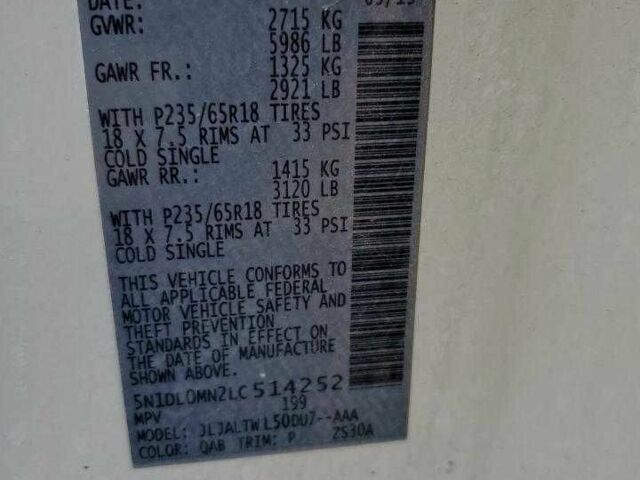 DATE:
GVWR: 2715 KG
5986 LB
GAWR FR.: 1325 KG
2921 LB
WITH P235/65R18 TIRES
18 X 7.5 RIMS AT 33 PSI
COLD SINGLE
GAWR RR.: 1415 KG
3120 LB
WITH P235/65R18 TIRES
18 X 7.5 RIMS AT 33 PSI
COLD SINGLE
THIS VEHICLE CONFORMS TO
ALL APPLICABLE FEDERAL
MOTOR VEHICLE SAFETY AND
THEFT PREVENTION
STANDARDS IN EFFECT ON
THE DATE OF MANUFACTURE
SHOWN ABOVE.
5N1DL0MN2LC514252
MPV 199
MODEL: JLJALTWL50DU7--AAA
COLOR: QAB TRIM: P ZS30A